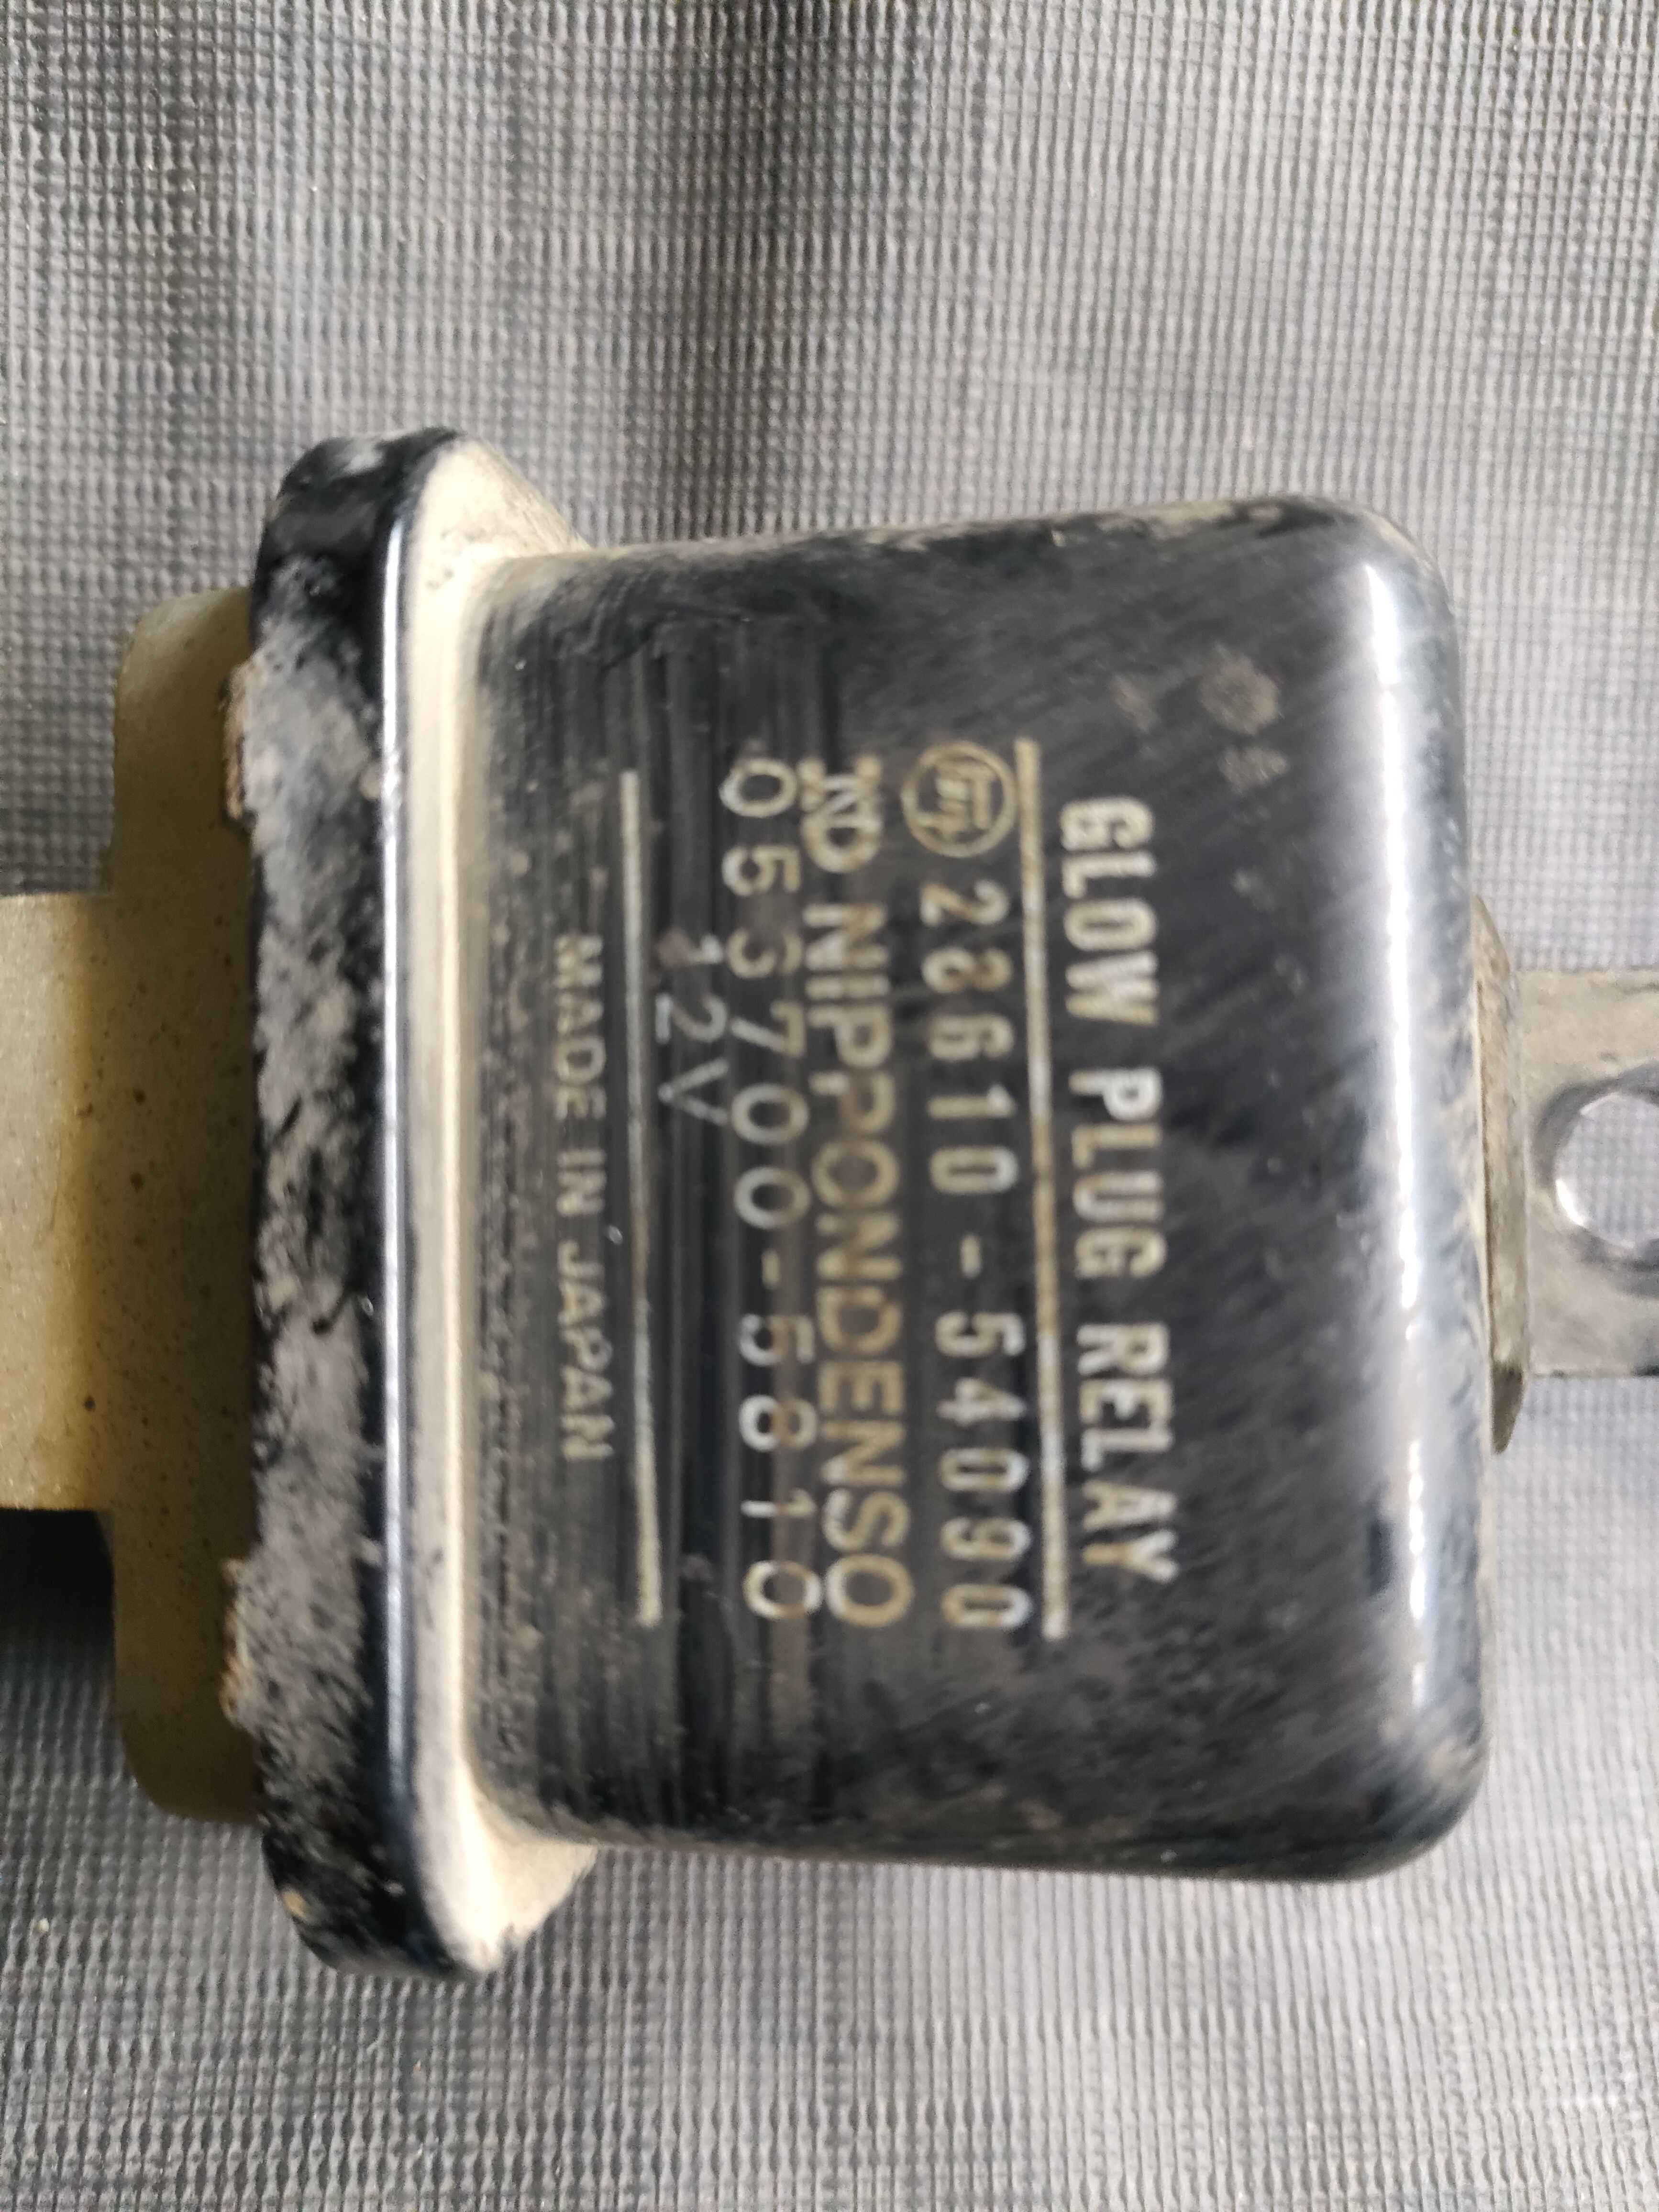 GLOW PLUG RELAY
28610-54090
ND NIPPONDENSO
053700-5810
12V
MADE IN JAPAN